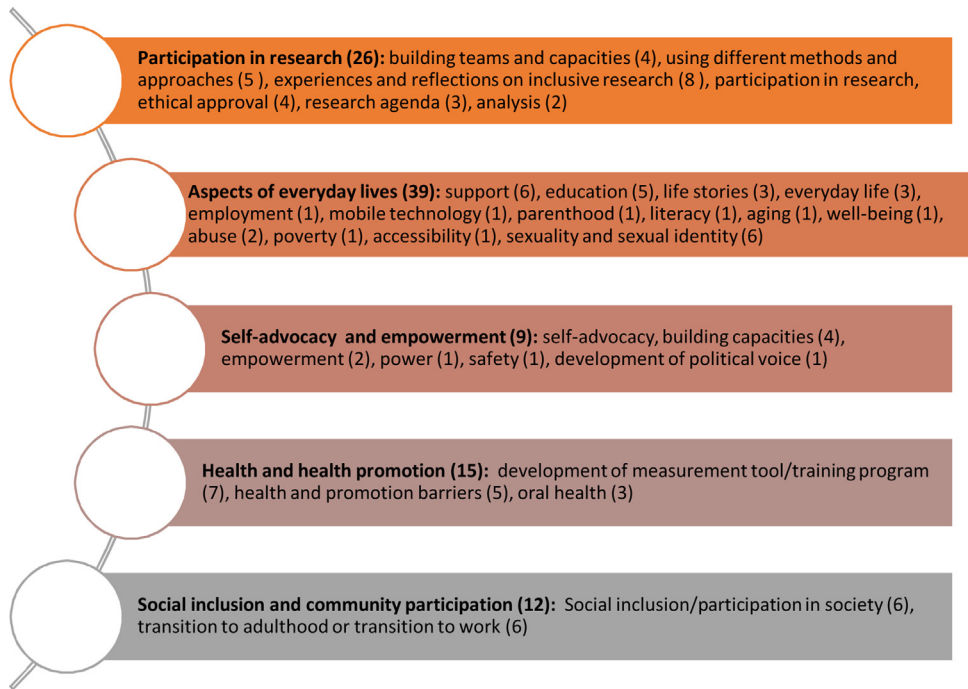 Participation in research (26): building teams and capacities (4), using different methods and
approaches (5 ), experiences and reflections on inclusive research (8 ), participation in research,
ethical approval (4), research agenda (3), analysis (2)
Aspects of everyday lives (39): support (6), education (5), life stories (3), everyday life (3),
employment (1), mobile technology (1), parenthood (1), literacy (1), aging (1), well-being (1),
abuse (2), poverty (1), accessibility (1), sexuality and sexual identity (6)
Self-advocacy and empowerment (9): self-advocacy, building capacities (4),
empowerment (2), power (1), safety (1), development of political voice (1)
Health and health promotion (15): development of measurement tool/training program
(7), health and promotion barriers (5), oral health (3)
Social inclusion and community participation (12): Social inclusion/participation in society (6),
transition to adulthood or transition to work (6)